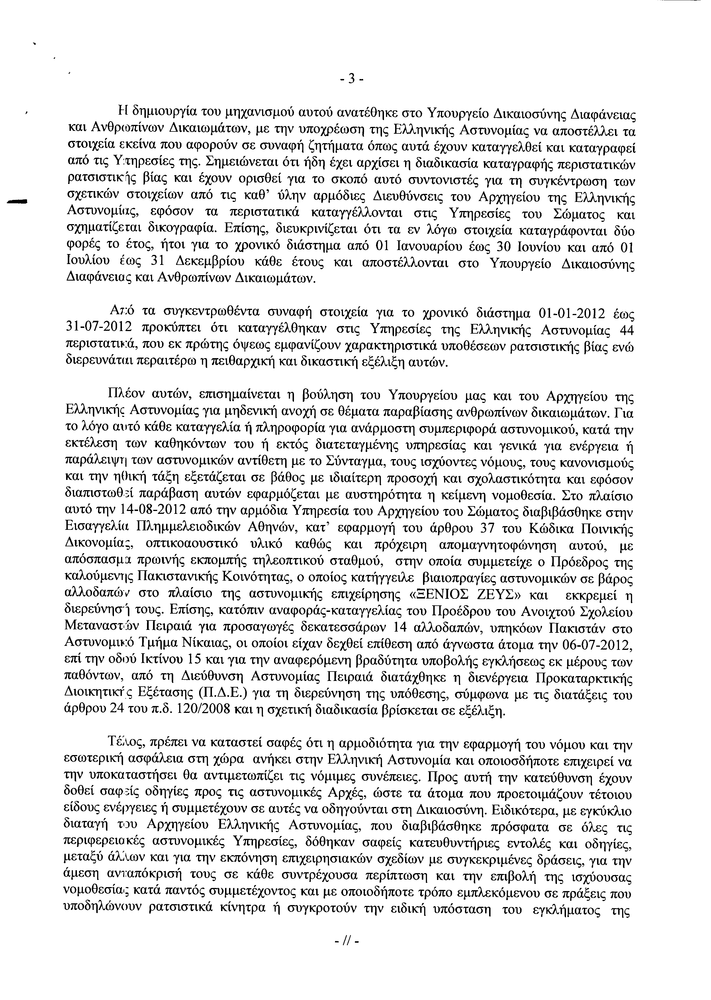 - 3 -
Η δημιουργία του μηχανισμού αυτού ανατέθηκε στο Υπουργείο Δικαιοσύνης Διαφάνειας
και Ανθρωπίνων Δικαιωμάτων, με την υποχρέωση της Ελληνικής Αστυνομίας να αποστέλλει τα
στοιχεία εκείνα που αφορούν σε συναφή ζητήματα όπως αυτά έχουν καταγγελθεί και καταγραφεί
από τις Υπηρεσίες της. Σημειώνεται ότι ήδη έχει αρχίσει η διαδικασία καταγραφής περιστατικών
ρατσιστικής βίας και έχουν ορισθεί για το σκοπό αυτό συντονιστές για τη συγκέντρωση των
σχετικών στοιχείων από τις καθ’ ύλην αρμόδιες Διευθύνσεις του Αρχηγείου της Ελληνικής
Αστυνομίας, εφόσον τα περιστατικά καταγγέλλονται στις Υπηρεσίες του Σώματος και
σχηματίζεται δικογραφία. Επίσης, διευκρινίζεται ότι τα εν λόγω στοιχεία καταγράφονται δύο
φορές το έτος, ήτοι για το χρονικό διάστημα από 01 Ιανουαρίου έως 30 Ιουνίου και από 01
Ιουλίου έως 31 Δεκεμβρίου κάθε έτους και αποστέλλονται στο Υπουργείο Δικαιοσύνης
Διαφάνειας και Ανθρωπίνων Δικαιωμάτων.
Από τα συγκεντρωθέντα συναφή στοιχεία για το χρονικό διάστημα 01-01-2012 έως
31-07-2012 προκύπτει ότι καταγγέλθηκαν στις Υπηρεσίες της Ελληνικής Αστυνομίας 44
περιστατικά, που εκ πρώτης όψεως εμφανίζουν χαρακτηριστικά υποθέσεων ρατσιστικής βίας ενώ
διερευνάται περαιτέρω η πειθαρχική και δικαστική εξέλιξη αυτών.
Πλέον αυτών, επισημαίνεται η βούληση του Υπουργείου μας και του Αρχηγείου της
Ελληνικής Αστυνομίας για μηδενική ανοχή σε θέματα παραβίασης ανθρωπίνων δικαιωμάτων. Για
το λόγο αυτό κάθε καταγγελία ή πληροφορία για ανάρμοστη συμπεριφορά αστυνομικού, κατά την
εκτέλεση των καθηκόντων του ή εκτός διατεταγμένης υπηρεσίας και γενικά για ενέργεια ή
παράλειψη των αστυνομικών αντίθετη με το Σύνταγμα, τους ισχύοντες νόμους, τους κανονισμούς
και την ηθική τάξη εξετάζεται σε βάθος με ιδιαίτερη προσοχή και σχολαστικότητα και εφόσον
διαπιστωθεί παράβαση αυτών εφαρμόζεται με αυστηρότητα η κείμενη νομοθεσία. Στο πλαίσιο
αυτό την 14-08-2012 από την αρμόδια Υπηρεσία του Αρχηγείου του Σώματος διαβιβάσθηκε στην
Εισαγγελία Πλημμελειοδικών Αθηνών, κατ’ εφαρμογή του άρθρου 37 του Κώδικα Ποινικής
Δικονομίας, οπτικοαουστικό υλικό καθώς και πρόχειρη απομαγνητοφώνηση αυτού, με
απόσπασμα πρωινής εκπομπής τηλεοπτικού σταθμού, στην οποία συμμετείχε ο Πρόεδρος της
καλούμενης Πακιστανικής Κοινότητας, ο οποίος κατήγγειλε βιαιοπραγίες αστυνομικών σε βάρος
αλλοδαπών στο πλαίσιο της αστυνομικής επιχείρησης «ΞΕΝΙΟΣ ΖΕΥΣ» και εκκρεμεί η
διερεύνησή τους. Επίσης, κατόπιν αναφοράς-καταγγελίας του Προέδρου του Ανοιχτού Σχολείου
Μεταναστών Πειραιά για προσαγωγές δεκατεσσάρων 14 αλλοδαπών, υπηκόων Πακιστάν στο
Αστυνομικό Τμήμα Νίκαιας, οι οποίοι είχαν δεχθεί επίθεση από άγνωστα άτομα την 06-07-2012,
επί την οδού Ικτίνου 15 και για την αναφερόμενη βραδύτητα υποβολής εγκλήσεως εκ μέρους των
παθόντων, από τη Διεύθυνση Αστυνομίας Πειραιά διατάχθηκε η διενέργεια Προκαταρκτικής
Διοικητικής Εξέτασης (Π.Δ.Ε.) για τη διερεύνηση της υπόθεσης, σύμφωνα με τις διατάξεις του
άρθρου 24 του π.δ. 120/2008 και η σχετική διαδικασία βρίσκεται σε εξέλιξη.
Τέλος, πρέπει να καταστεί σαφές ότι η αρμοδιότητα για την εφαρμογή του νόμου και την
εσωτερική ασφάλεια στη χώρα ανήκει στην Ελληνική Αστυνομία και οποιοσδήποτε επιχειρεί να
την υποκαταστήσει θα αντιμετωπίζει τις νόμιμες συνέπειες. Προς αυτή την κατεύθυνση έχουν
δοθεί σαφείς οδηγίες προς τις αστυνομικές Αρχές, ώστε τα άτομα που προετοιμάζουν τέτοιου
είδους ενέργειες ή συμμετέχουν σε αυτές να οδηγούνται στη Δικαιοσύνη. Ειδικότερα, με εγκύκλιο
διαταγή του Αρχηγείου Ελληνικής Αστυνομίας, που διαβιβάσθηκε πρόσφατα σε όλες τις
περιφερειακές αστυνομικές Υπηρεσίες, δόθηκαν σαφείς κατευθυντήριες εντολές και οδηγίες,
μεταξύ άλλων και για την εκπόνηση επιχειρησιακών σχεδίων με συγκεκριμένες δράσεις, για την
άμεση ανταπόκρισή τους σε κάθε συντρέχουσα περίπτωση και την επιβολή της ισχύουσας
νομοθεσίας κατά παντός συμμετέχοντος και με οποιοδήποτε τρόπο εμπλεκόμενου σε πράξεις που
υποδηλώνουν ρατσιστικά κίνητρα ή συγκροτούν την ειδική υπόσταση του εγκλήματος της
- // -